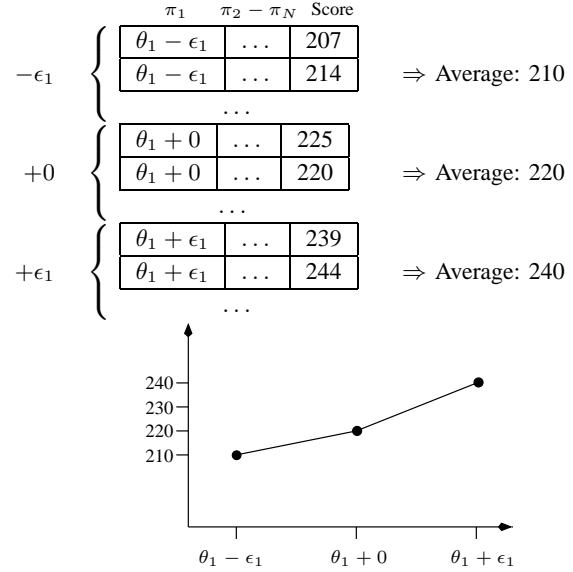 π₁ π₂ − π_N Score
θ₁ − ϵ₁ ... 207
−ϵ₁ θ₁ − ϵ₁ ... 214 ⇒ Average: 210
...
θ₁ + 0 ... 225
+0 θ₁ + 0 ... 220 ⇒ Average: 220
...
θ₁ + ϵ₁ ... 239
+ϵ₁ θ₁ + ϵ₁ ... 244 ⇒ Average: 240
...
240
230
220
210
θ₁ − ϵ₁ θ₁ + 0 θ₁ + ϵ₁